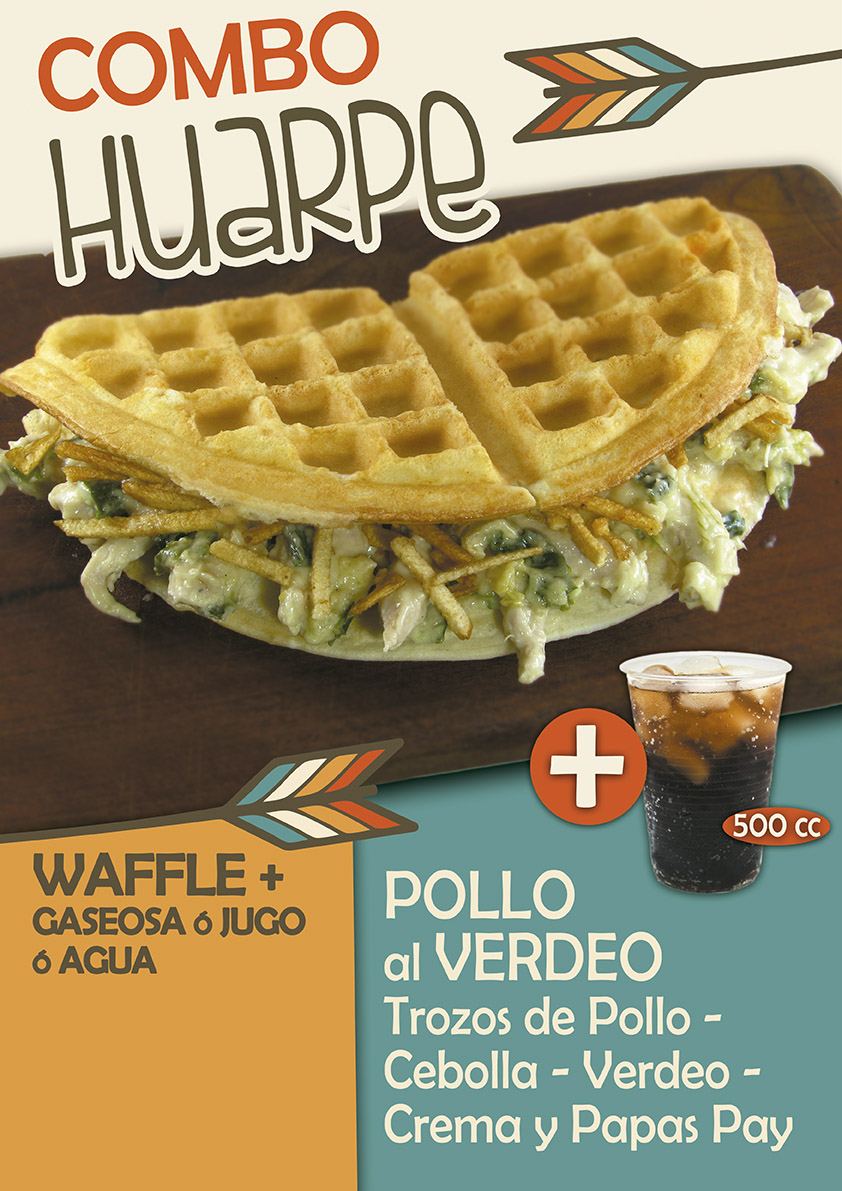 COMBO
HUARPE
+
500 cc
WAFFLE +
GASEOSA ó JUGO
ó AGUA
POLLO
al VERDEO
Trozos de Pollo -
Cebolla - Verdeo -
Crema y Papas Pay